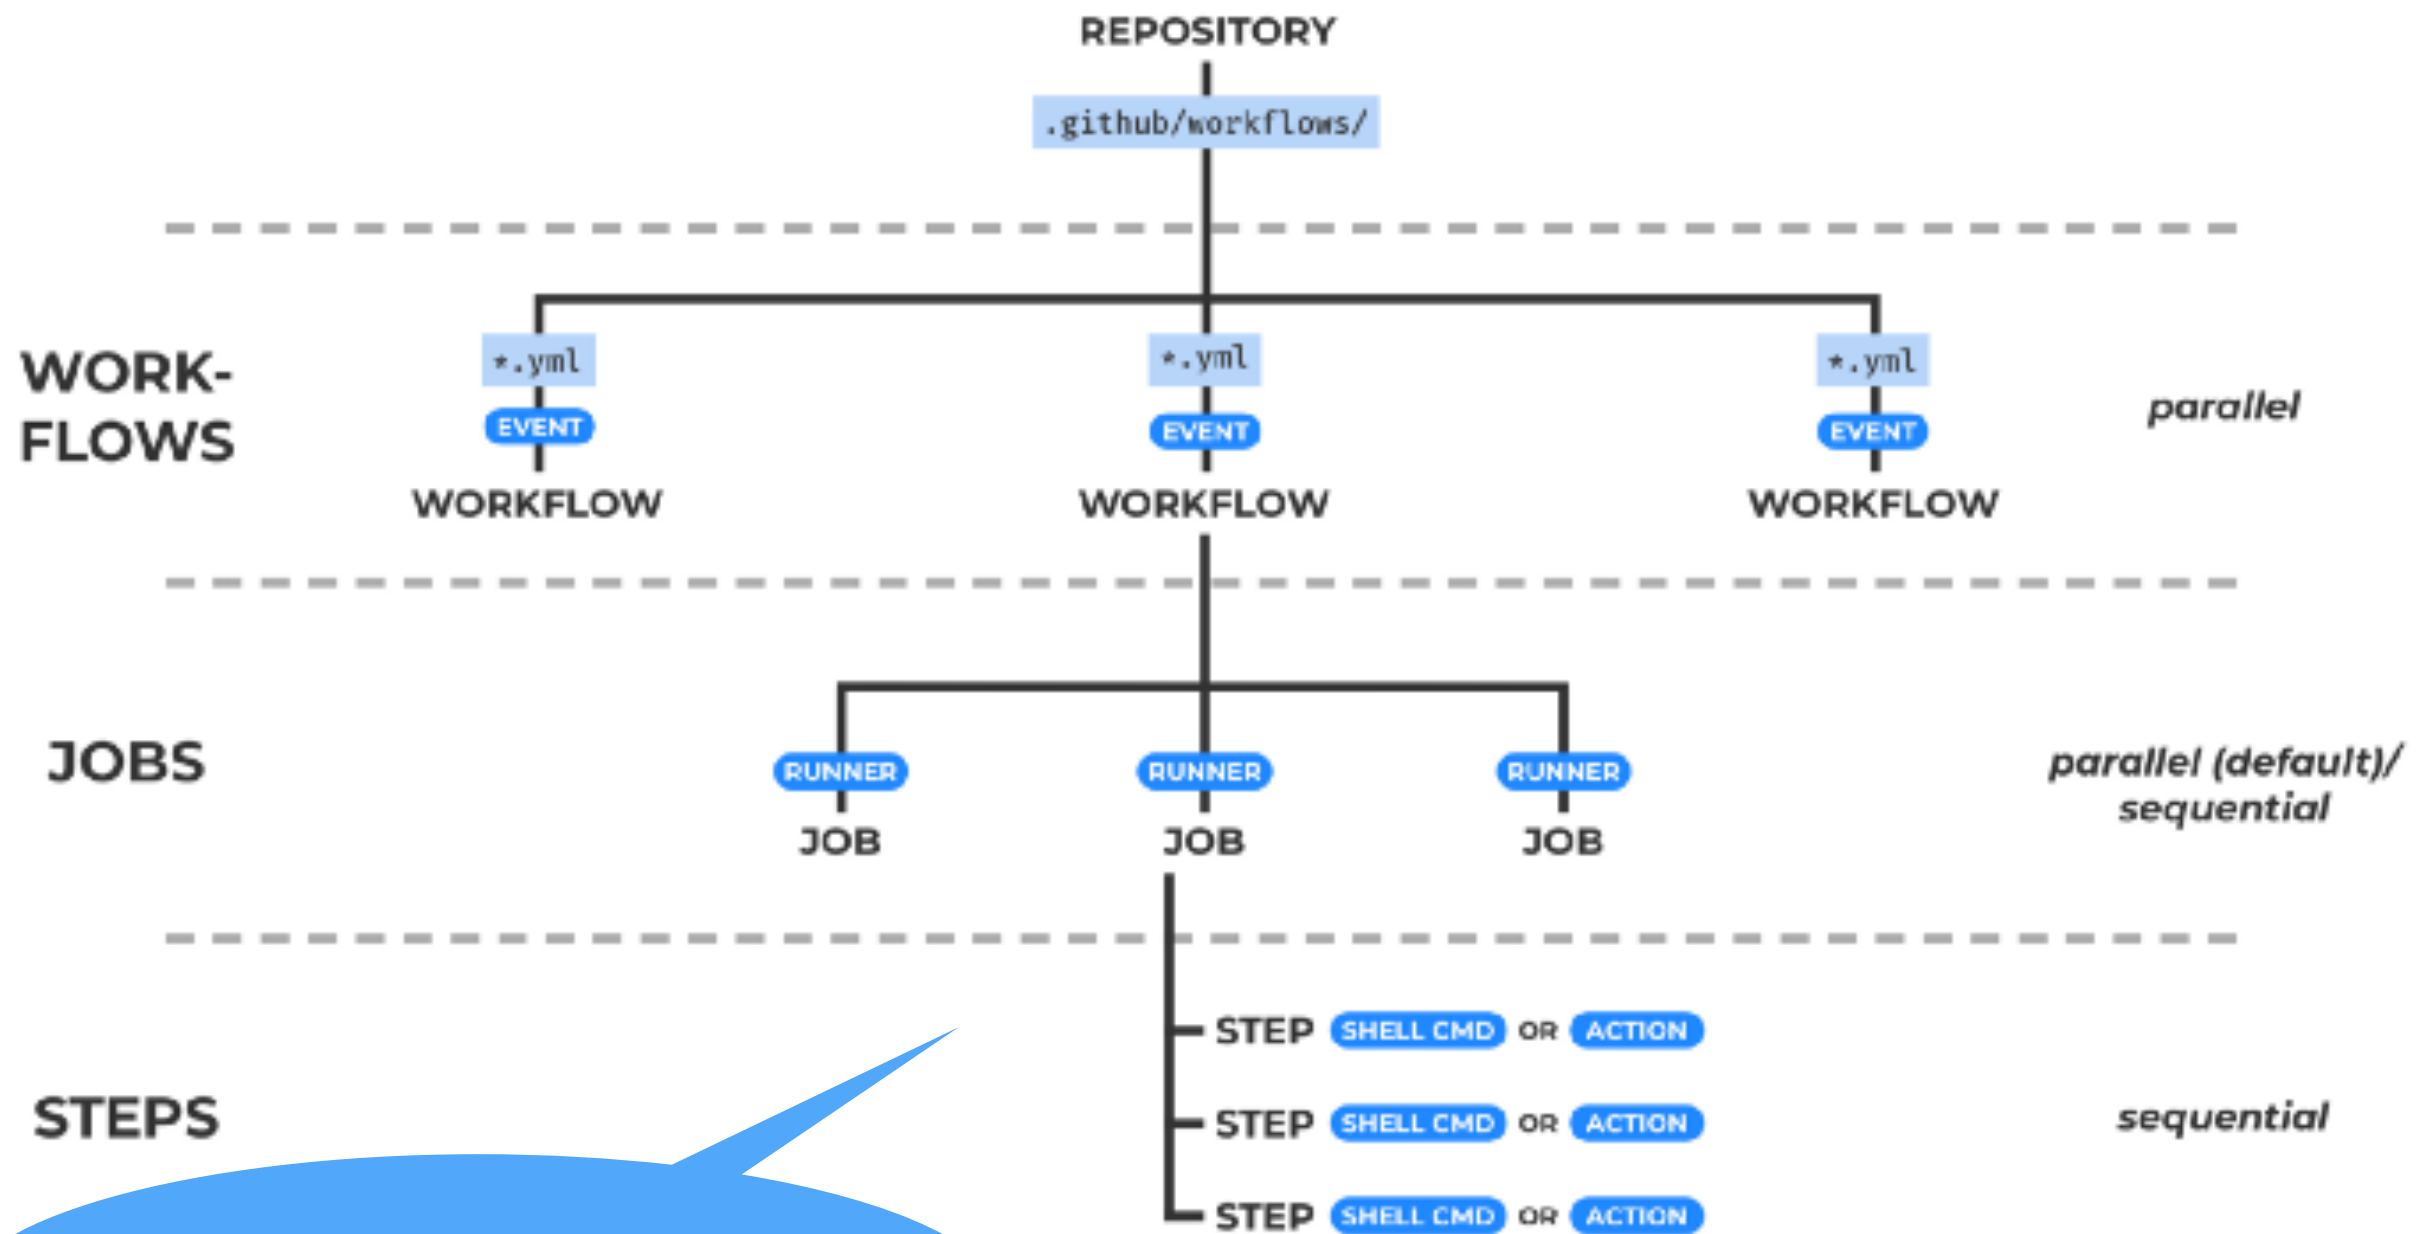 REPOSITORY
.github/workflows/
WORK-
FLOWS
*.yml
*.yml
*.yml
EVENT
EVENT
EVENT
parallel
WORKFLOW
WORKFLOW
WORKFLOW
JOBS
RUNNER
RUNNER
RUNNER
parallel (default)/
sequential
JOB
JOB
JOB
STEPS
STEP SHELL CMD OR ACTION
STEP SHELL CMD OR ACTION
STEP SHELL CMD OR ACTION
sequential